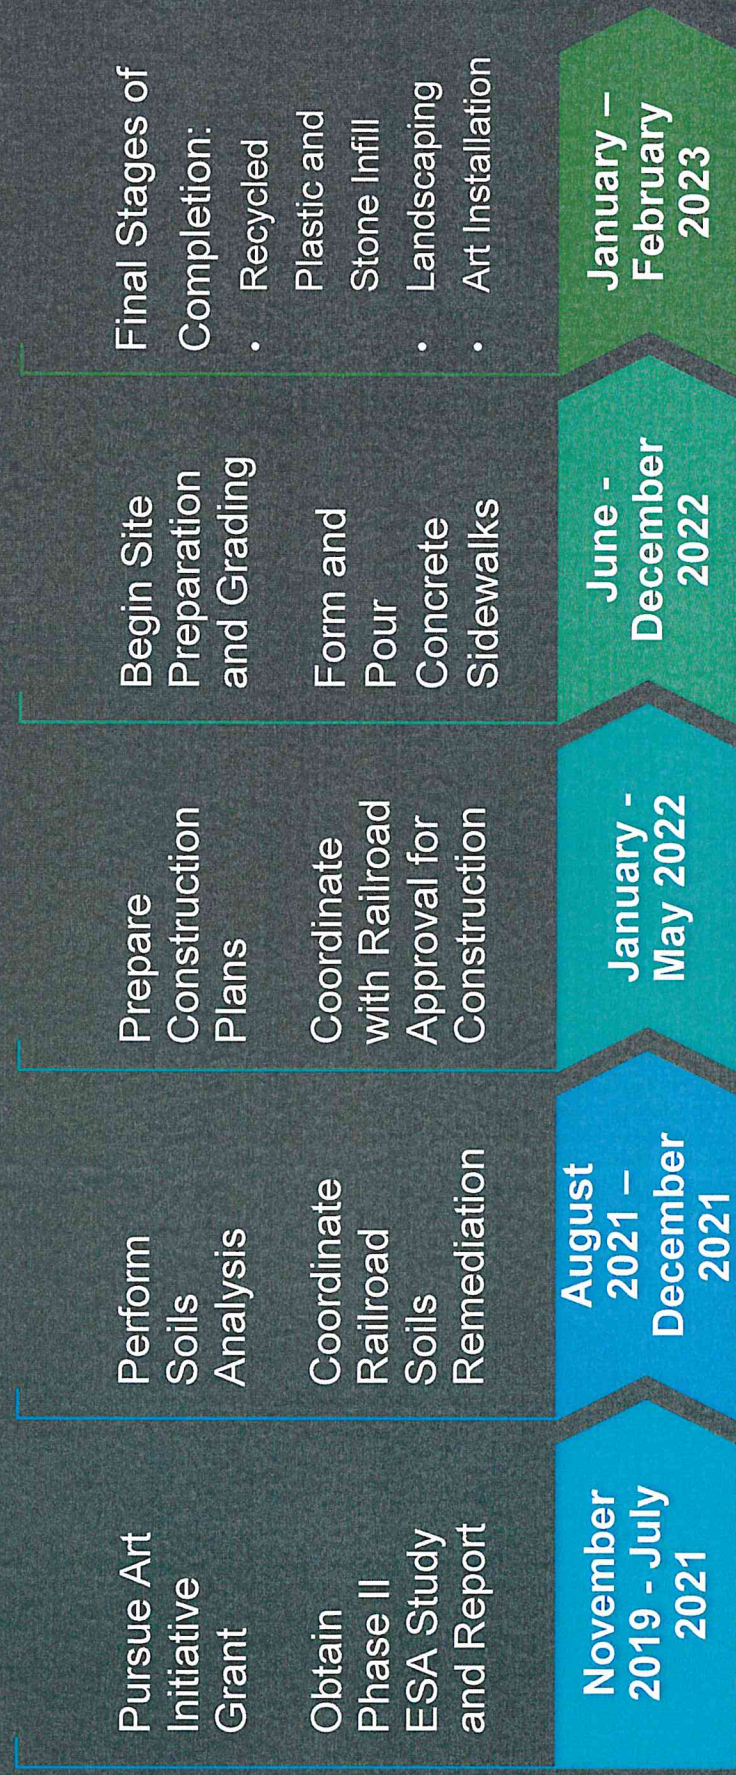 Pursue Art
Initiative
Grant
Obtain
Phase II
ESA Study
and Report
November
2019 - July
2021
Perform
Soils
Analysis
Coordinate
Railroad
Soils
Remediation
August
2021 –
December
2021
Prepare
Construction
Plans
Coordinate
with Railroad
Approval for
Construction
January -
May 2022
Begin Site
Preparation
and Grading
Form and
Pour
Concrete
Sidewalks
June -
December
2022
Final Stages of
Completion:
• Recycled
Plastic and
Stone Infill
• Landscaping
• Art Installation
January –
February
2023